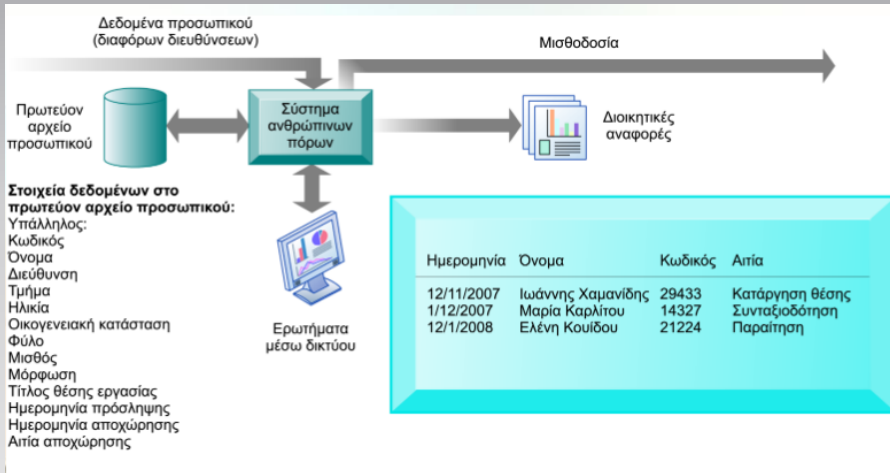 Δεδομένα προσωπικού
(διαφόρων διευθύνσεων)
Μισθοδοσία
Πρωτεύον
αρχείο
προσωπικού
Σύστημα
ανθρώπινων
πόρων
Διοικητικές
αναφορές
Στοιχεία δεδομένων στο
πρωτεύον αρχείο προσωπικού:
Υπάλληλος:
Κωδικός
Όνομα
Διεύθυνση
Τμήμα
Ηλικία
Οικογενειακή κατάσταση
Φύλο
Μισθός
Μόρφωση
Τίτλος θέσης εργασίας
Ημερομηνία πρόσληψης
Ημερομηνία αποχώρησης
Αιτία αποχώρησης
Ερωτήματα
μέσω δικτύου
Ημερομηνία Όνομα Κωδικός Αιτία
12/11/2007 Ιωάννης Χαμανίδης 29433 Κατάργηση θέσης
1/12/2007 Μαρία Καρλίτου 14327 Συνταξιοδότηση
12/1/2008 Ελένη Κουίδου 21224 Παραίτηση